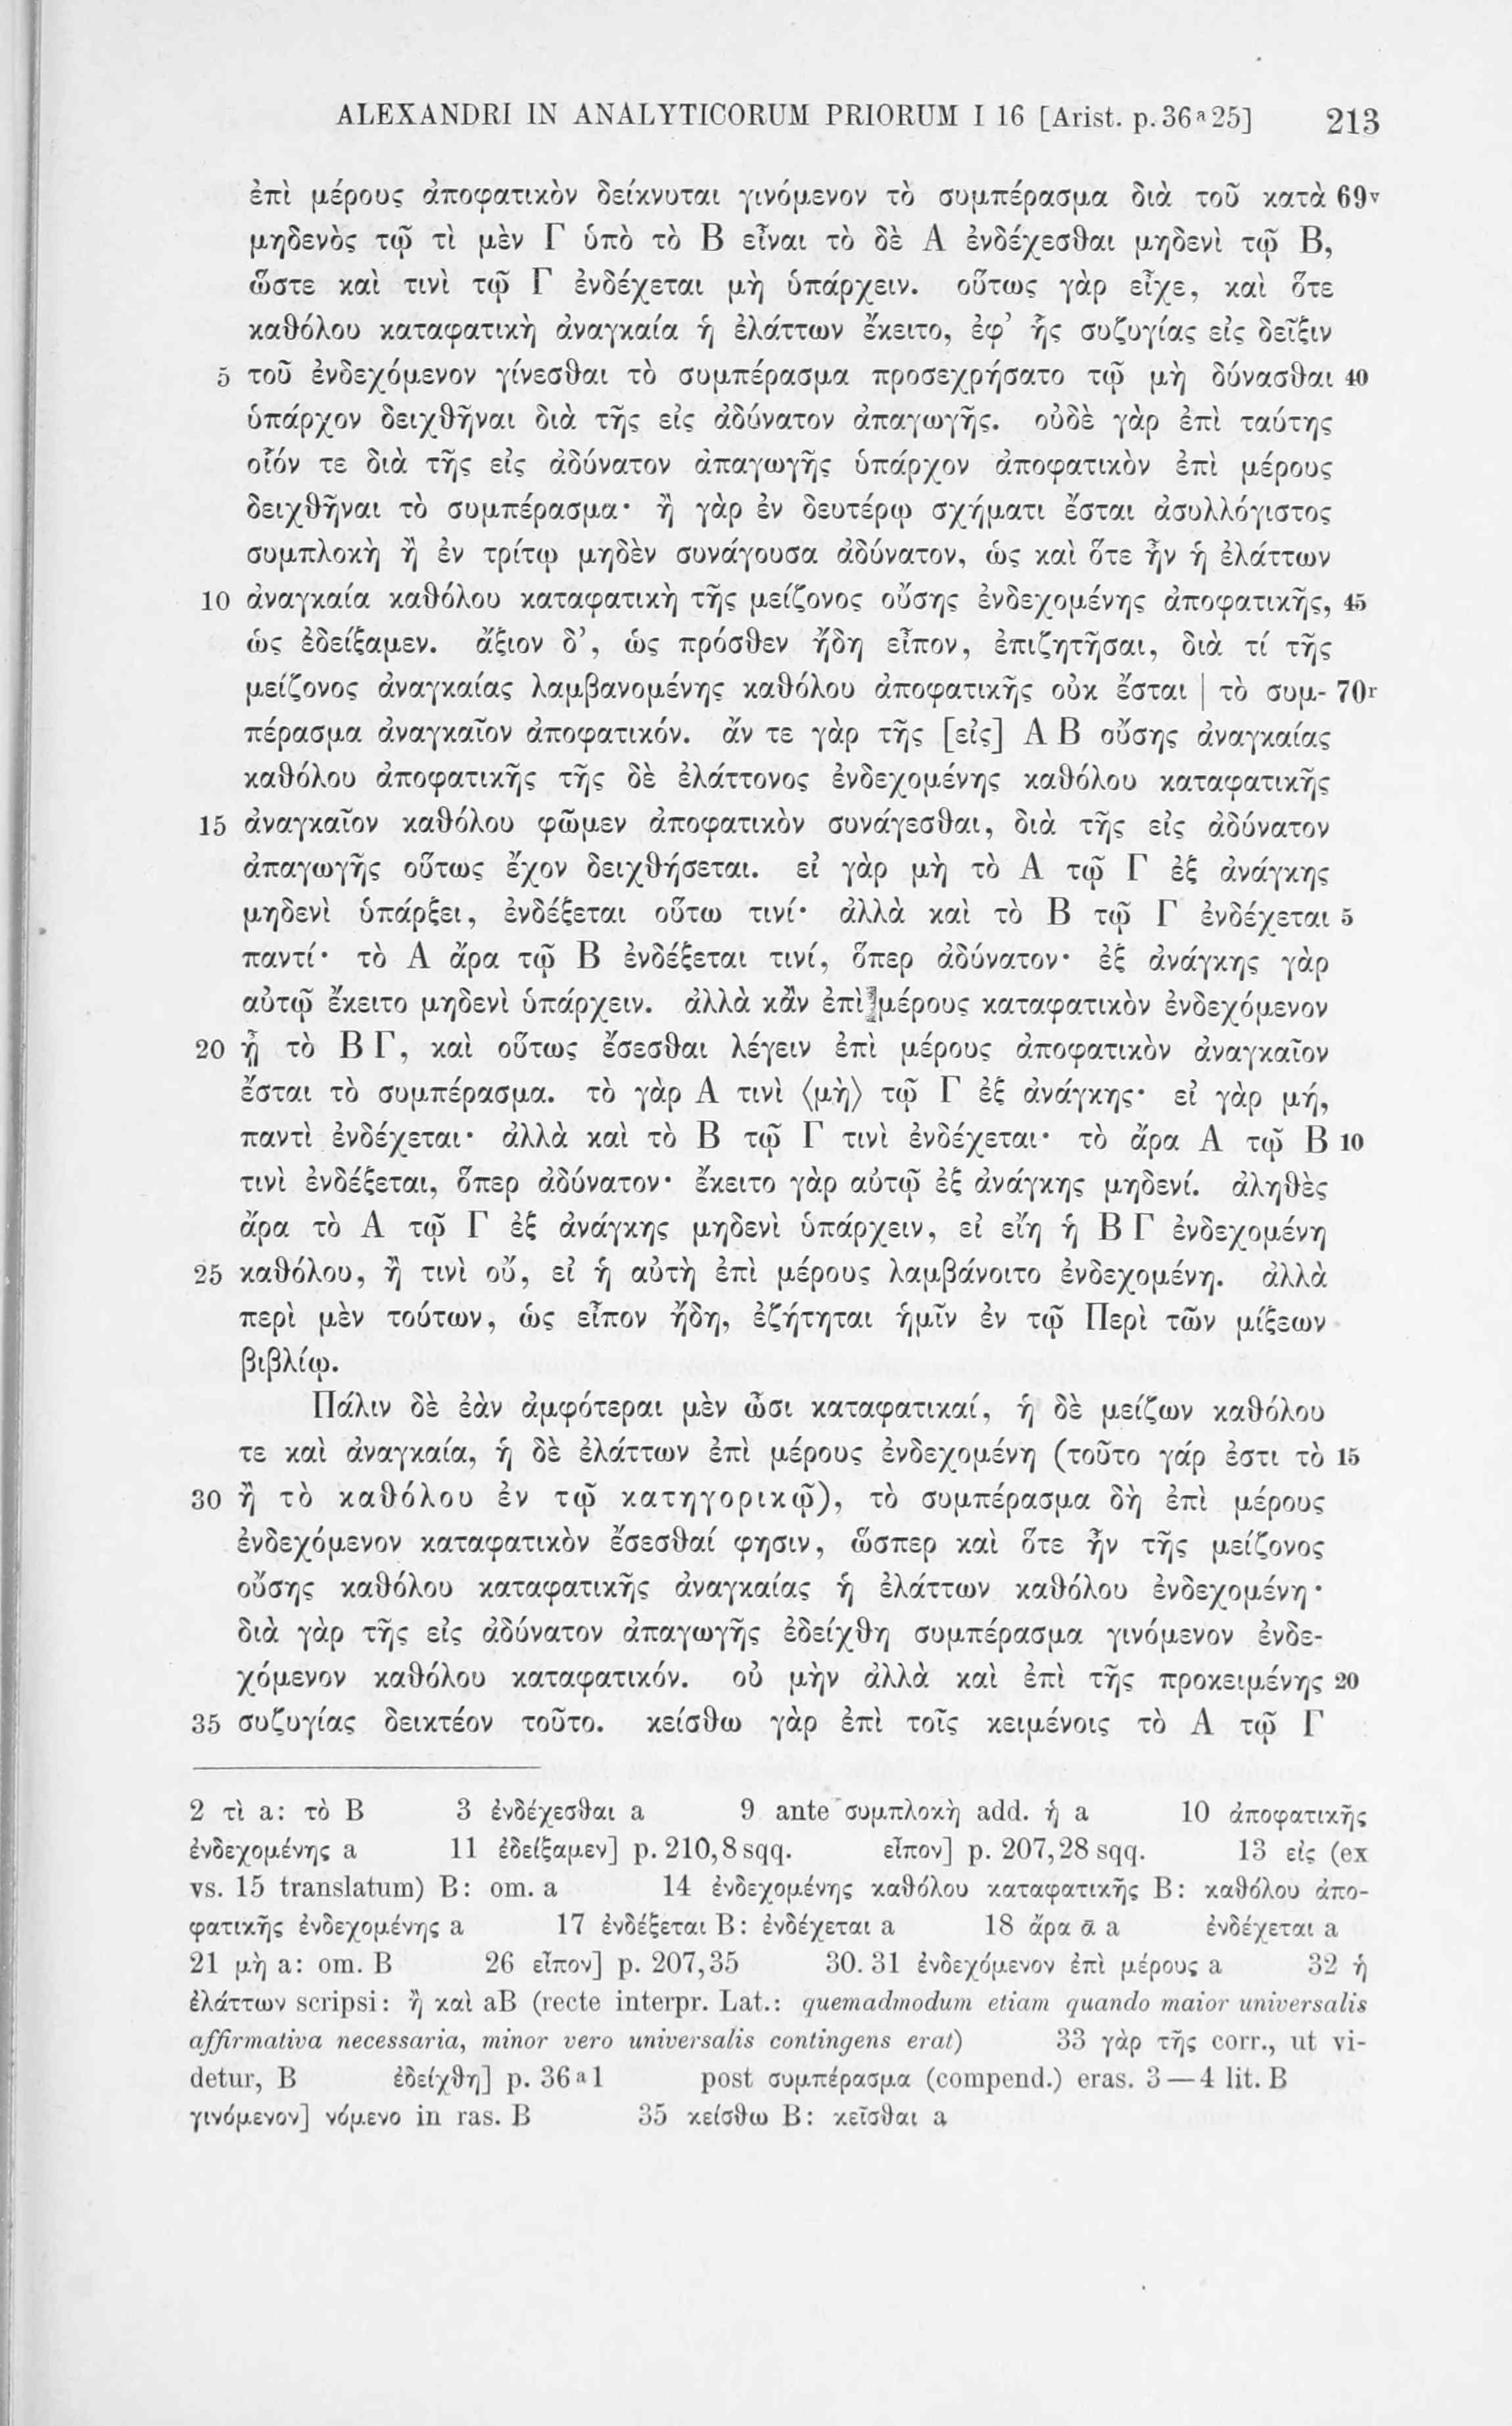 ALEXANDRI IN ANALYTICORUM PRIORUM I 16 [Arist. p. 36ᵃ25] 213
ἐπὶ μέρους ἀποφατικὸν δείκνυται γινόμενον τὸ συμπέρασμα διὰ τοῦ κατὰ 69ᵛ
μηδενὸς τῷ τὶ μὲν Γ ὑπὸ τὸ Β εἶναι τὸ δὲ Α ἐνδέχεσθαι μηδενὶ τῷ Β,
ὥστε καὶ τινὶ τῷ Γ ἐνδέχεται μὴ ὑπάρχειν. οὕτως γὰρ εἶχε, καὶ ὅτε
καθόλου καταφατικὴ ἀναγκαία ἡ ἐλάττων ἔκειτο, ἐφ’ ἧς συζυγίας εἰς δεῖξιν
5 τοῦ ἐνδεχόμενον γίνεσθαι τὸ συμπέρασμα προσεχρήσατο τῷ μὴ δύνασθαι 40
ὑπάρχον δειχθῆναι διὰ τῆς εἰς ἀδύνατον ἀπαγωγῆς. οὐδὲ γὰρ ἐπὶ ταύτης
οἷόν τε διὰ τῆς εἰς ἀδύνατον ἀπαγωγῆς ὑπάρχον ἀποφατικὸν ἐπὶ μέρους
δειχθῆναι τὸ συμπέρασμα· ἢ γὰρ ἐν δευτέρῳ σχήματι ἔσται ἀσυλλόγιστος
συμπλοκὴ ἢ ἐν τρίτῳ μηδὲν συνάγουσα ἀδύνατον, ὡς καὶ ὅτε ἦν ἡ ἐλάττων
10 ἀναγκαία καθόλου καταφατικὴ τῆς μείζονος οὔσης ἐνδεχομένης ἀποφατικῆς, 45
ὡς ἐδείξαμεν. ἄξιον δ’, ὡς πρόσθεν ἤδη εἶπον, ἐπιζητῆσαι, διὰ τί τῆς
μείζονος ἀναγκαίας λαμβανομένης καθόλου ἀποφατικῆς οὐκ ἔσται | τὸ συμ- 70ʳ
πέρασμα ἀναγκαῖον ἀποφατικόν. ἄν τε γὰρ τῆς [εἰς] Α Β οὔσης ἀναγκαίας
καθόλου ἀποφατικῆς τῆς δὲ ἐλάττονος ἐνδεχομένης καθόλου καταφατικῆς
15 ἀναγκαῖον καθόλου φῶμεν ἀποφατικὸν συνάγεσθαι, διὰ τῆς εἰς ἀδύνατον
ἀπαγωγῆς οὕτως ἔχον δειχθήσεται. εἰ γὰρ μὴ τὸ Α τῷ Γ ἐξ ἀνάγκης
μηδενὶ ὑπάρξει, ἐνδέξεται οὕτω τινί· ἀλλὰ καὶ τὸ Β τῷ Γ ἐνδέχεται 5
παντί· τὸ Α ἄρα τῷ Β ἐνδέξεται τινί, ὅπερ ἀδύνατον· ἐξ ἀνάγκης γὰρ
αὐτῷ ἔκειτο μηδενὶ ὑπάρχειν. ἀλλὰ κἂν ἐπὶ μέρους καταφατικὸν ἐνδεχόμενον
20 ᾖ τὸ Β Γ, καὶ οὕτως ἔσεσθαι λέγειν ἐπὶ μέρους ἀποφατικὸν ἀναγκαῖον
ἔσται τὸ συμπέρασμα. τὸ γὰρ Α τινὶ ⟨μὴ⟩ τῷ Γ ἐξ ἀνάγκης· εἰ γὰρ μή,
παντὶ ἐνδέχεται· ἀλλὰ καὶ τὸ Β τῷ Γ τινὶ ἐνδέχεται· τὸ ἄρα Α τῷ Β 10
τινὶ ἐνδέξεται, ὅπερ ἀδύνατον· ἔκειτο γὰρ αὐτῷ ἐξ ἀνάγκης μηδενί. ἀληθὲς
ἄρα τὸ Α τῷ Γ ἐξ ἀνάγκης μηδενὶ ὑπάρχειν, εἰ εἴη ἡ Β Γ ἐνδεχομένη
25 καθόλου, ἢ τινὶ οὔ, εἰ ἡ αὐτὴ ἐπὶ μέρους λαμβάνοιτο ἐνδεχομένη. ἀλλὰ
περὶ μὲν τούτων, ὡς εἶπον ἤδη, ἐζήτηται ἡμῖν ἐν τῷ Περὶ τῶν μίξεων
βιβλίῳ.
Πάλιν δὲ ἐὰν ἀμφότεραι μὲν ὦσι καταφατικαί, ἡ δὲ μείζων καθόλου
τε καὶ ἀναγκαία, ἡ δὲ ἐλάττων ἐπὶ μέρους ἐνδεχομένη (τοῦτο γάρ ἐστι τὸ 15
30 ἢ τὸ καθόλου ἐν τῷ κατηγορικῷ), τὸ συμπέρασμα δὴ ἐπὶ μέρους
ἐνδεχόμενον καταφατικὸν ἔσεσθαί φησιν, ὥσπερ καὶ ὅτε ἦν τῆς μείζονος
οὔσης καθόλου καταφατικῆς ἀναγκαίας ἡ ἐλάττων καθόλου ἐνδεχομένη·
διὰ γὰρ τῆς εἰς ἀδύνατον ἀπαγωγῆς ἐδείχθη συμπέρασμα γινόμενον ἐνδε-
χόμενον καθόλου καταφατικόν. οὐ μὴν ἀλλὰ καὶ ἐπὶ τῆς προκειμένης 20
35 συζυγίας δεικτέον τοῦτο. κείσθω γὰρ ἐπὶ τοῖς κειμένοις τὸ Α τῷ Γ
2 τὶ a: τὸ B 3 ἐνδέχεσθαι a 9 ante συμπλοκὴ add. ἡ a 10 ἀποφατικῆς
ἐνδεχομένης a 11 ἐδείξαμεν] p. 210,8 sqq. εἶπον] p. 207,28 sqq. 13 εἰς (ex
vs. 15 translatum) B: om. a 14 ἐνδεχομένης καθόλου καταφατικῆς B: καθόλου ἀπο-
φατικῆς ἐνδεχομένης a 17 ἐνδέξεται B: ἐνδέχεται a 18 ἄρα ᾱ a ἐνδέχεται a
21 μὴ a: om. B 26 εἶπον] p. 207,35 30. 31 ἐνδεχόμενον ἐπὶ μέρους a 32 ἡ
ἐλάττων scripsi: ἢ καὶ aB (recte interpr. Lat.: quemadmodum etiam quando maior universalis
affirmativa necessaria, minor vero universalis contingens erat) 33 γὰρ τῆς corr., ut vi-
detur, B ἐδείχθη] p. 36ᵃ1 post συμπέρασμα (compend.) eras. 3—4 lit. B
γινόμενον] νόμενο in ras. B 35 κείσθω B: κεῖσθαι a